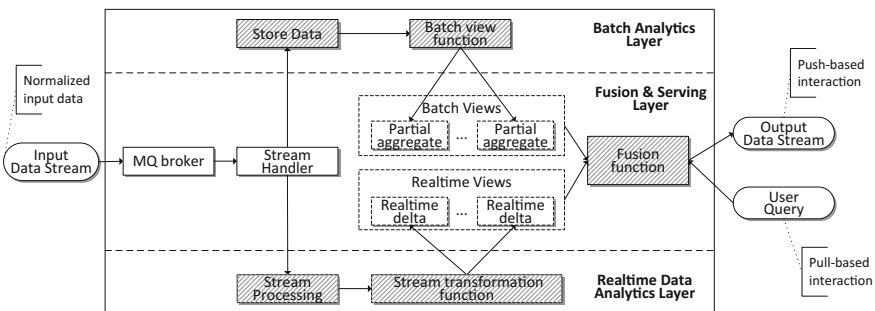 Normalized
input data
Input
Data Stream
MQ broker
Stream
Handler
Store Data
Batch view
function
Batch Analytics
Layer
Fusion & Serving
Layer
Batch Views
Partial
aggregate
...
Partial
aggregate
Realtime Views
Realtime
delta
...
Realtime
delta
Fusion
function
Stream
Processing
Stream transformation
function
Realtime Data
Analytics Layer
Push-based
interaction
Output
Data Stream
User
Query
Pull-based
interaction